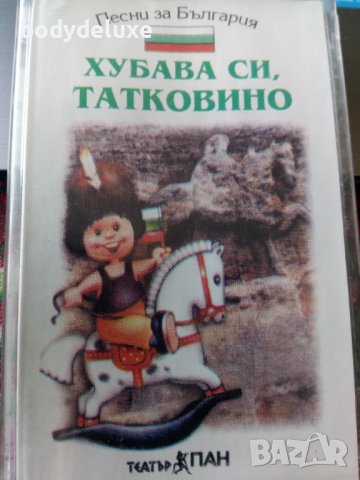 Песни за България
bodydeluxe
ХУБАВА СИ,
ТАТКОВИНО
ТЕАТЪР ПАН
BAZAR